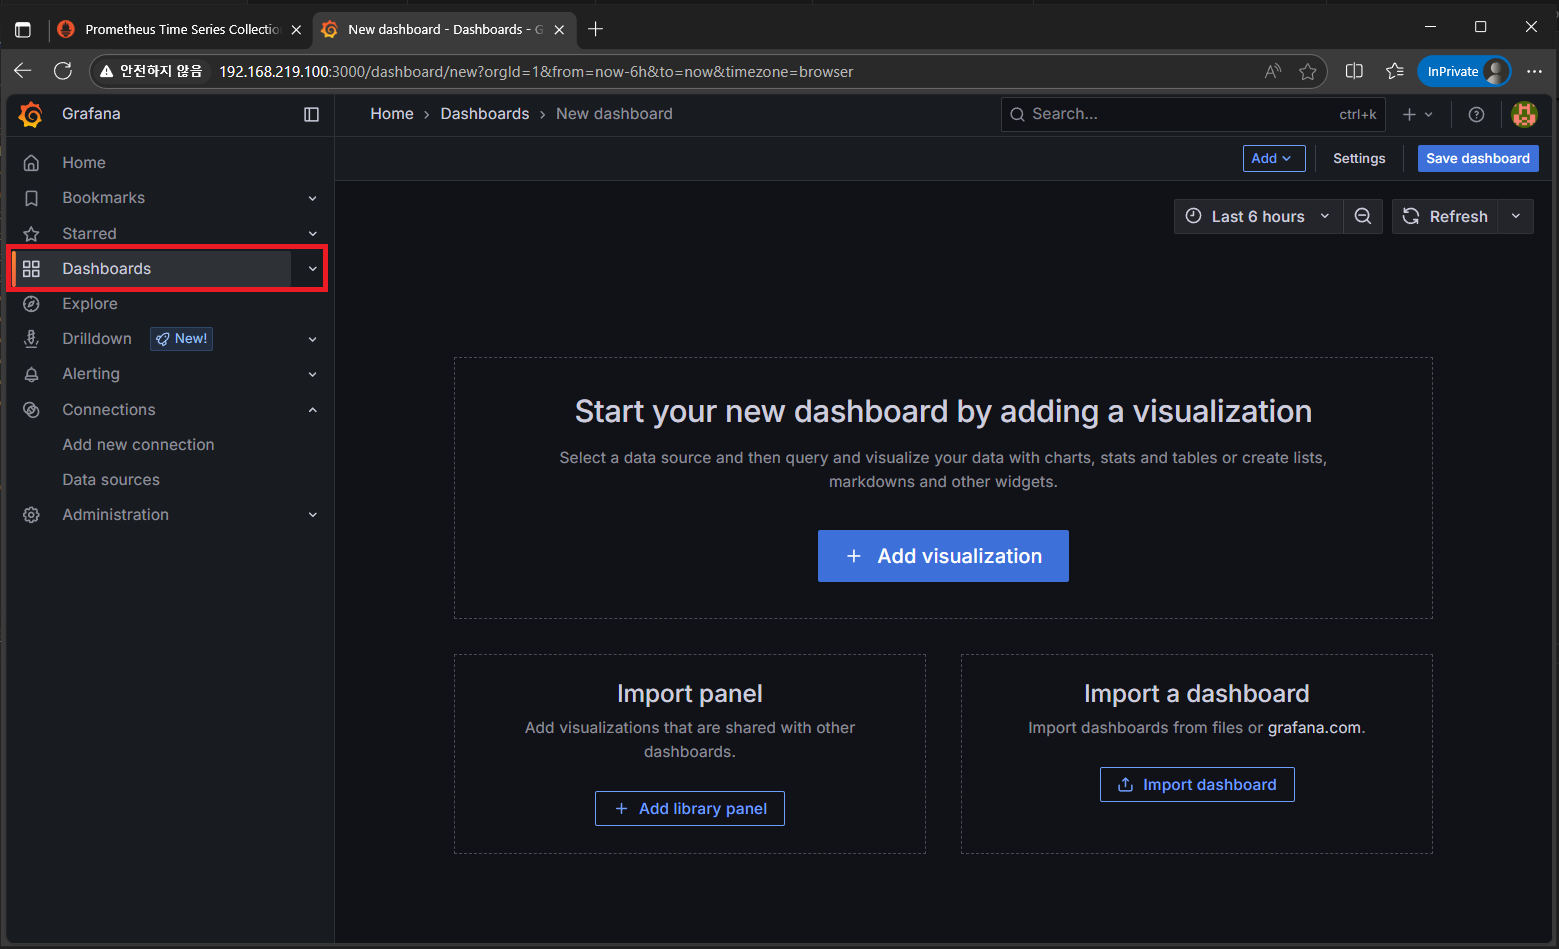 Prometheus Time Series Collectio
New dashboard - Dashboards - G
안전하지 않음 192.168.219.100:3000/dashboard/new?orgId=1&from=now-6h&to=now&timezone=browser
InPrivate
Grafana
Home › Dashboards › New dashboard
Search... ctrl+k
Add
Settings
Save dashboard
Home
Bookmarks
Starred
Dashboards
Explore
Drilldown New!
Alerting
Connections
Add new connection
Data sources
Administration
Last 6 hours
Refresh
Start your new dashboard by adding a visualization
Select a data source and then query and visualize your data with charts, stats and tables or create lists,
markdowns and other widgets.
+ Add visualization
Import panel
Add visualizations that are shared with other
dashboards.
+ Add library panel
Import a dashboard
Import dashboards from files or grafana.com.
Import dashboard